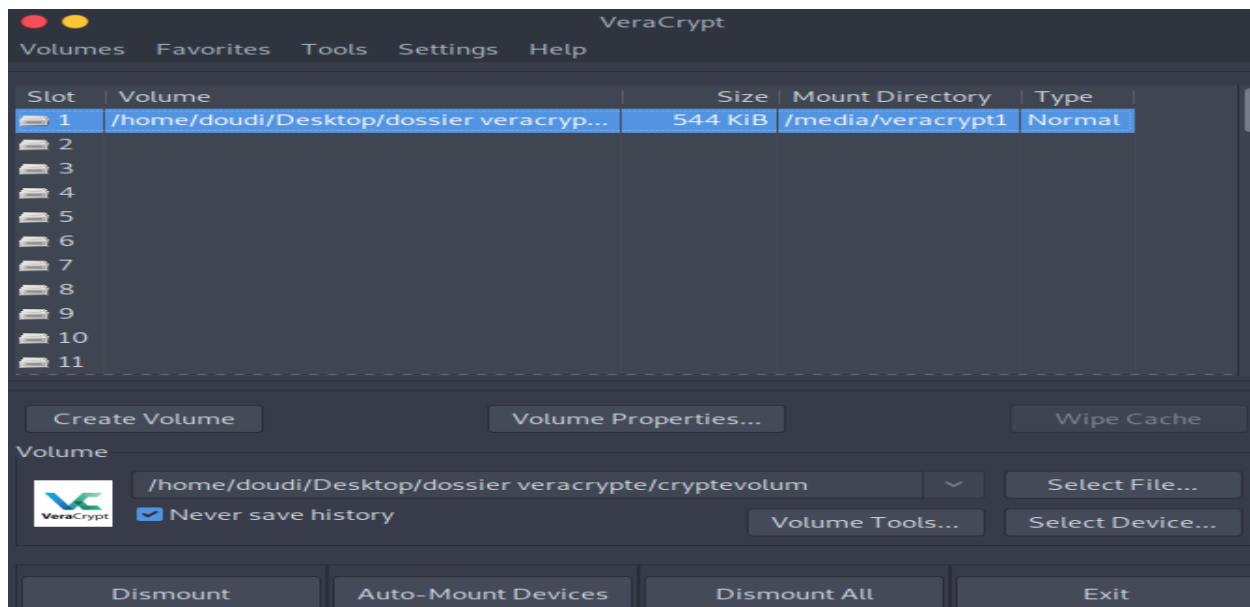 VeraCrypt
Volumes Favorites Tools Settings Help
Slot Volume Size Mount Directory Type
1 /home/doudi/Desktop/dossier veracryp... 544 KiB /media/veracrypt1 Normal
2
3
4
5
6
7
8
9
10
11
Create Volume Volume Properties... Wipe Cache
Volume
/home/doudi/Desktop/dossier veracrypte/cryptevolum Select File...
VeraCrypt Never save history Volume Tools... Select Device...
Dismount Auto-Mount Devices Dismount All Exit